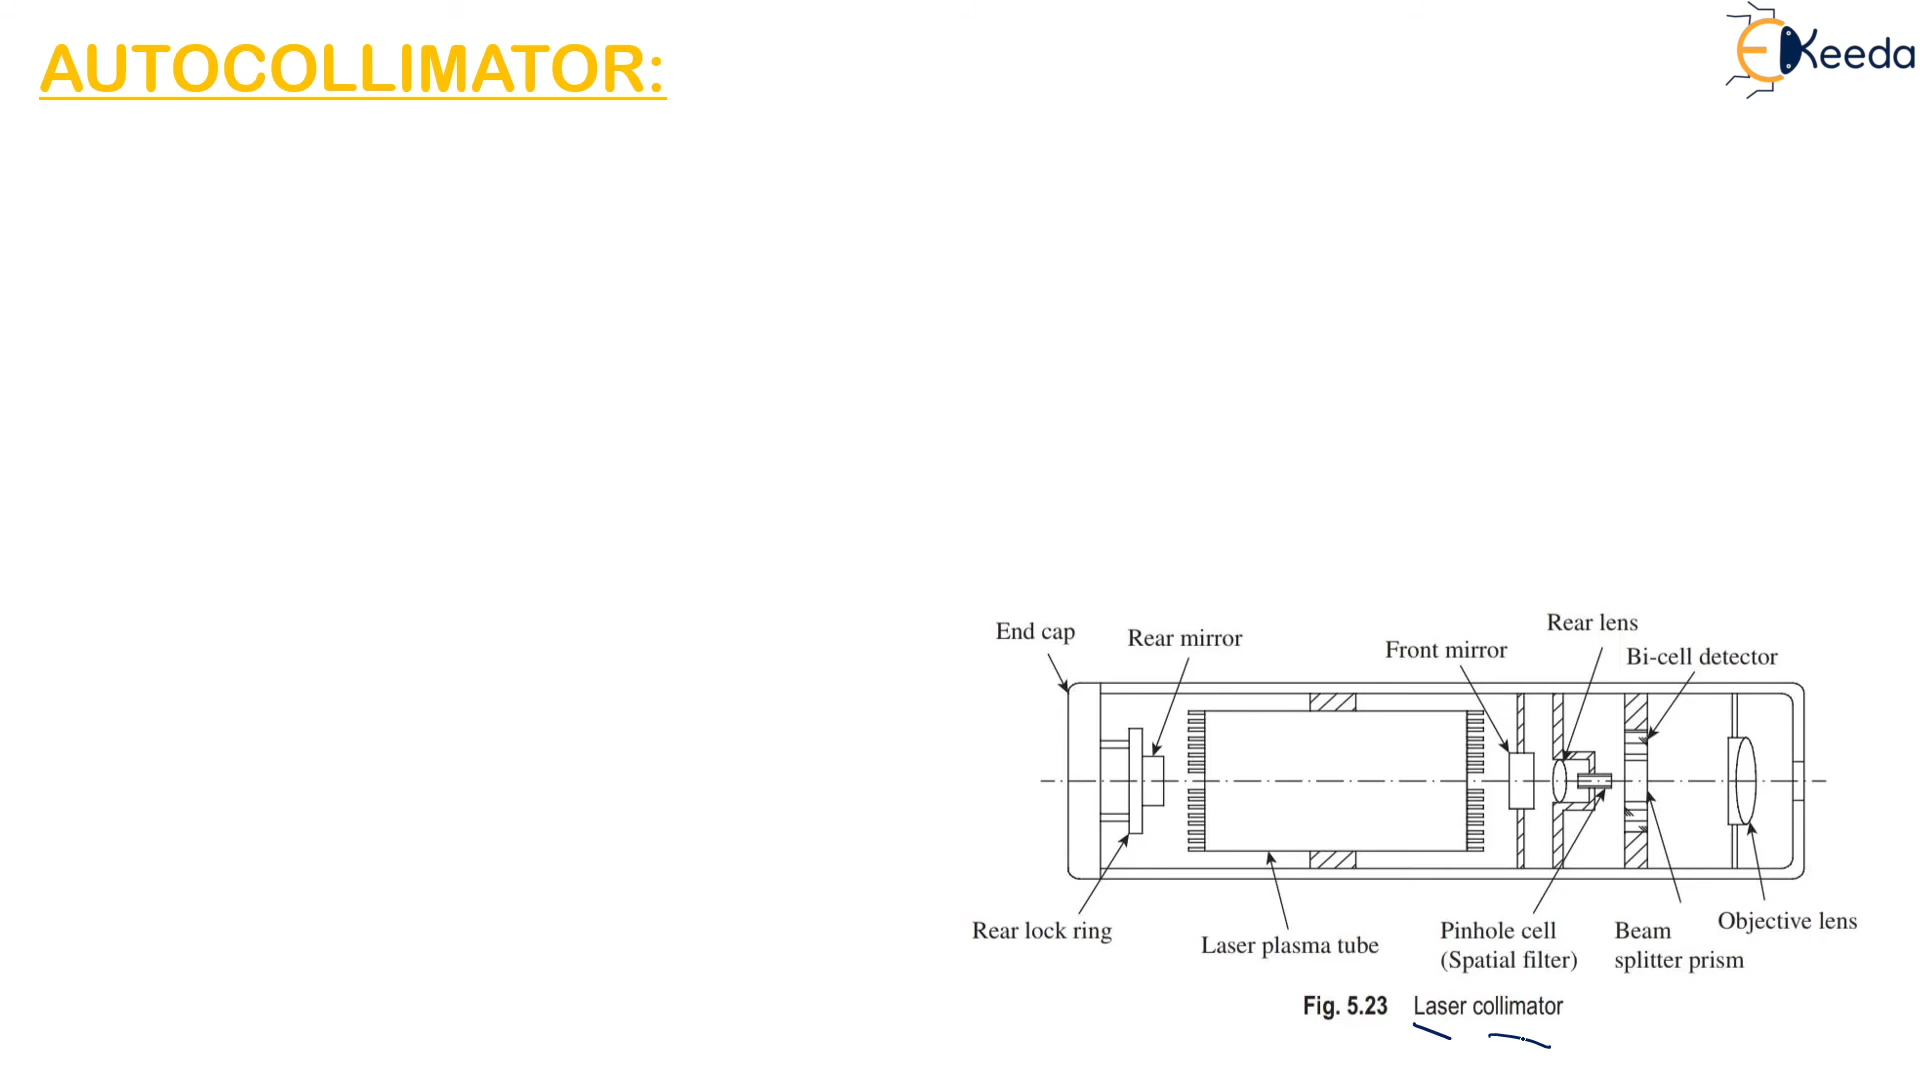 AUTOCOLLIMATOR:
EKeeda
End cap
Rear mirror
Front mirror
Rear lens
Bi-cell detector
Rear lock ring
Laser plasma tube
Pinhole cell
(Spatial filter)
Beam
splitter prism
Objective lens
Fig. 5.23 Laser collimator